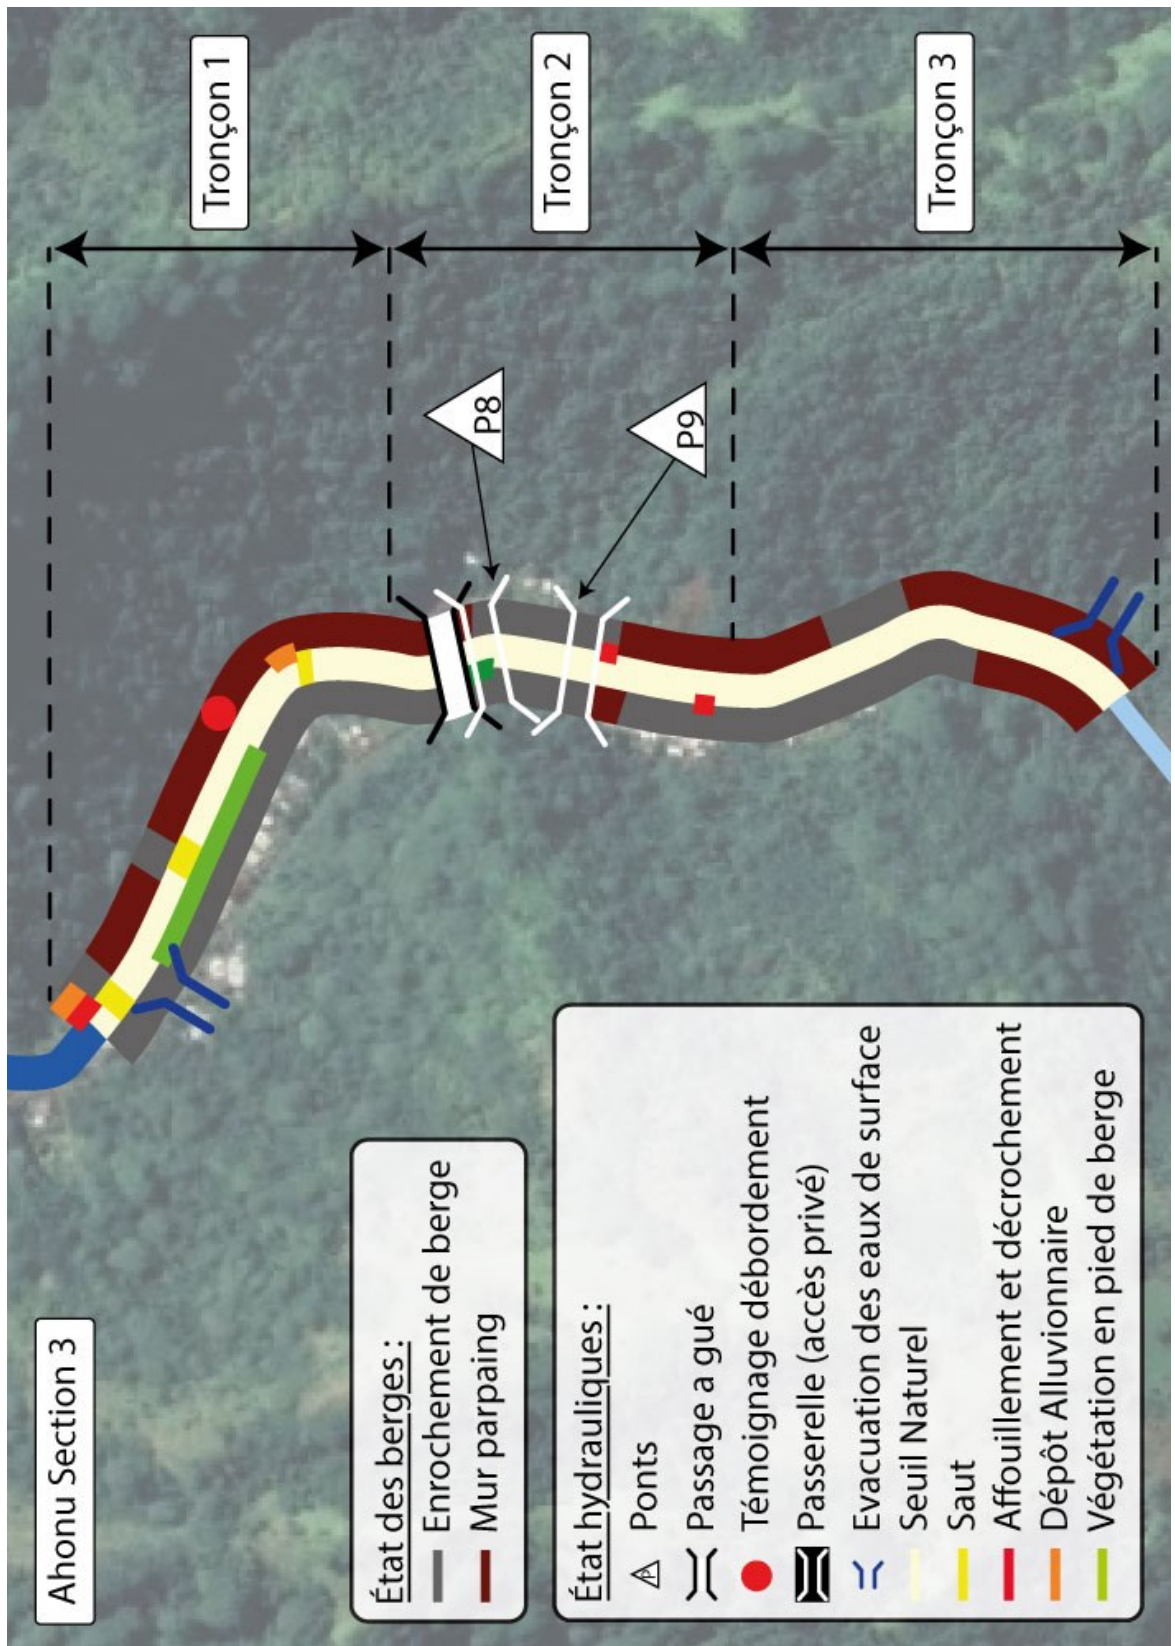 Ahonu Section 3
État des berges :
Enrochement de berge
Mur parpaing
État hydrauliques :
P
Ponts
Passage a gué
Témoignage débordement
Passerelle (accès privé)
Evacuation des eaux de surface
Seuil Naturel
Saut
Affouillement et décrochement
Dépôt Alluvionnaire
Végétation en pied de berge
P8
P9
Tronçon 1
Tronçon 2
Tronçon 3